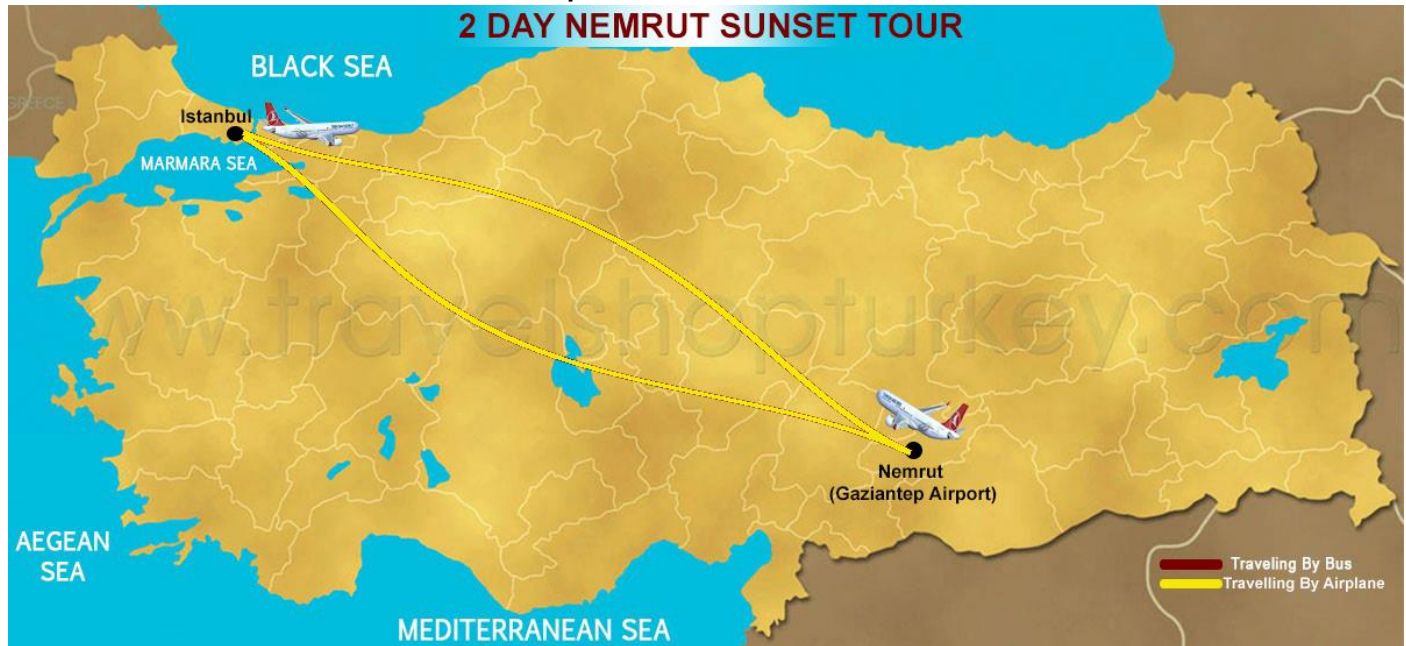 2 DAY NEMRUT SUNSET TOUR
BLACK SEA
GREECE
Istanbul
MARMARA SEA
www.travelshopturkey.com
Nemrut
(Gaziantep Airport)
AEGEAN
SEA
Traveling By Bus
Travelling By Airplane
MEDITERRANEAN SEA